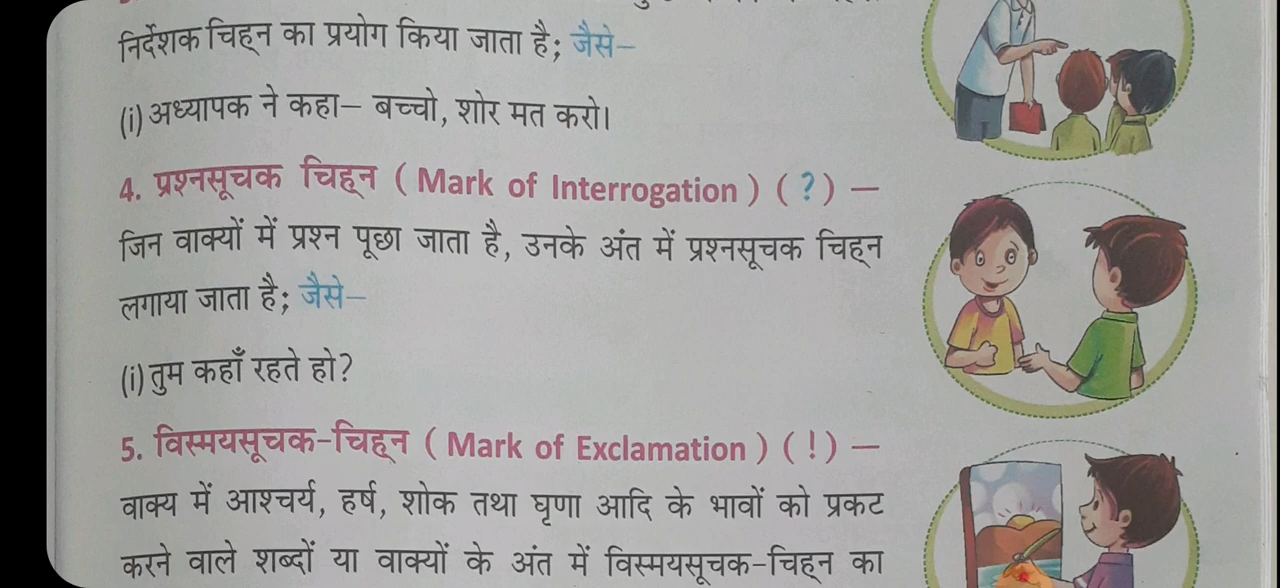 निर्देशक चिह्न का प्रयोग किया जाता है; जैसे–
(i) अध्यापक ने कहा– बच्चो, शोर मत करो।
4. प्रश्नसूचक चिह्न ( Mark of Interrogation ) ( ? ) —
जिन वाक्यों में प्रश्न पूछा जाता है, उनके अंत में प्रश्नसूचक चिह्न
लगाया जाता है; जैसे–
(i) तुम कहाँ रहते हो?
5. विस्मयसूचक-चिह्न ( Mark of Exclamation ) ( ! ) —
वाक्य में आश्चर्य, हर्ष, शोक तथा घृणा आदि के भावों को प्रकट
करने वाले शब्दों या वाक्यों के अंत में विस्मयसूचक-चिह्न का